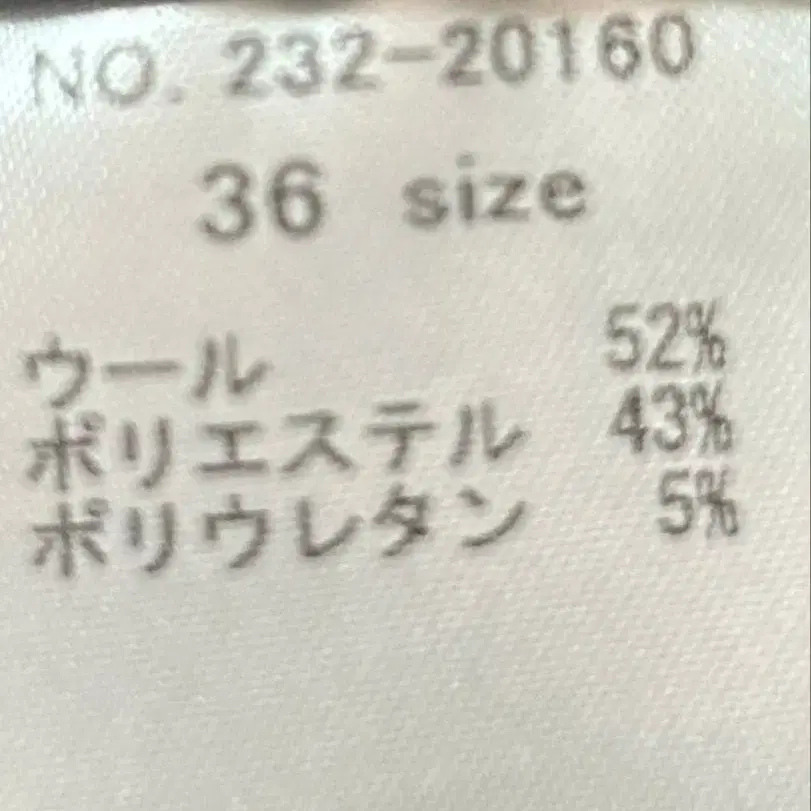 NO. 232-20160
36 size
ウール 52%
ポリエステル 43%
ポリウレタン 5%